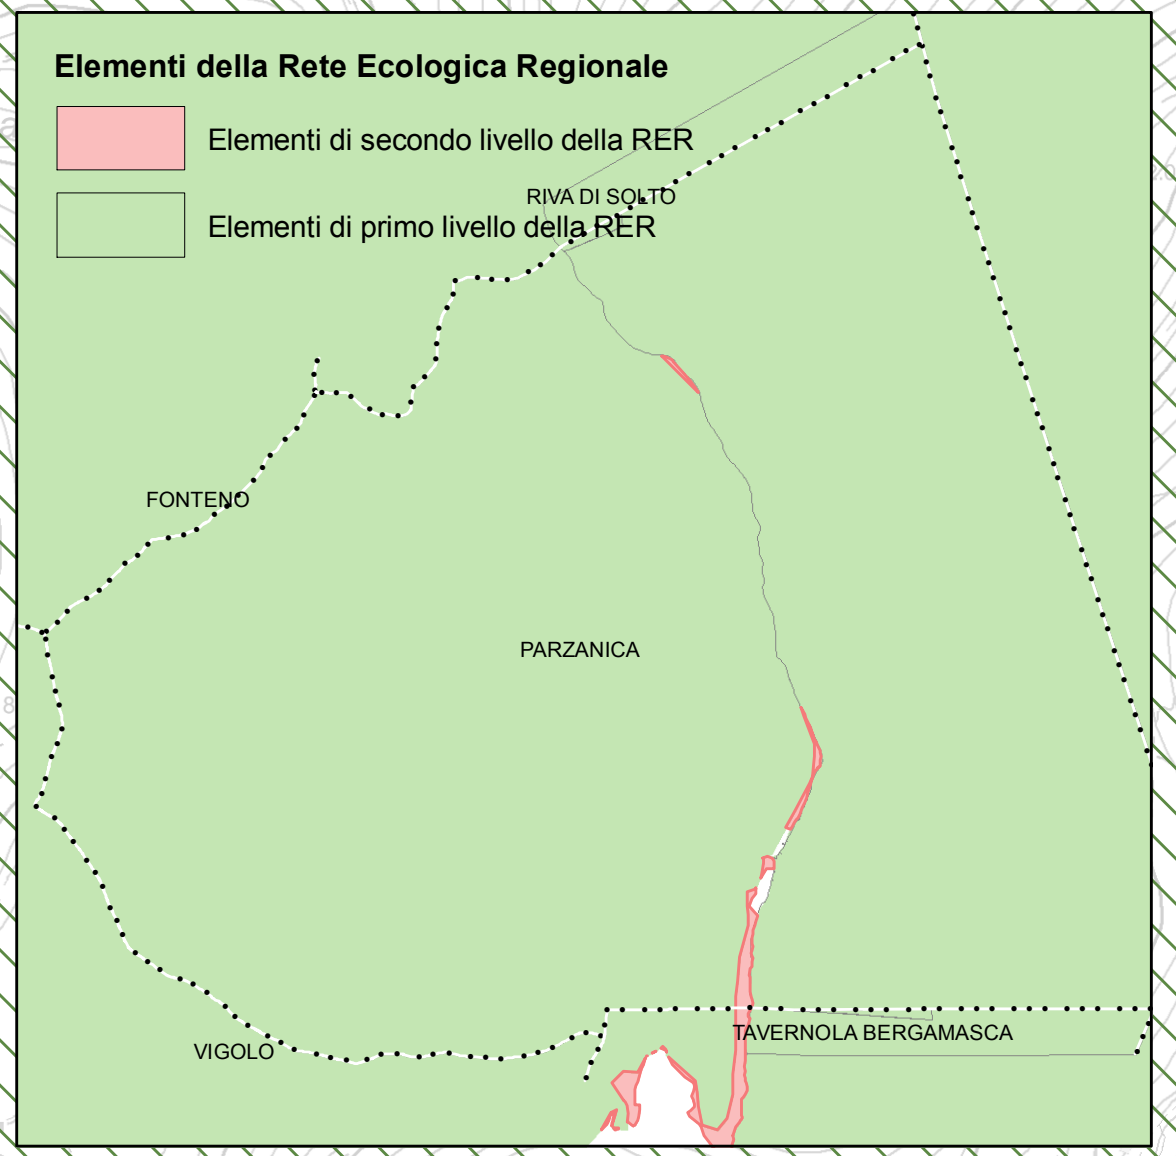 Elementi della Rete Ecologica Regionale
Elementi di secondo livello della RER
RIVA DI SOLTO
Elementi di primo livello della RER
FONTENO
PARZANICA
TAVERNOLA BERGAMASCA
VIGOLO